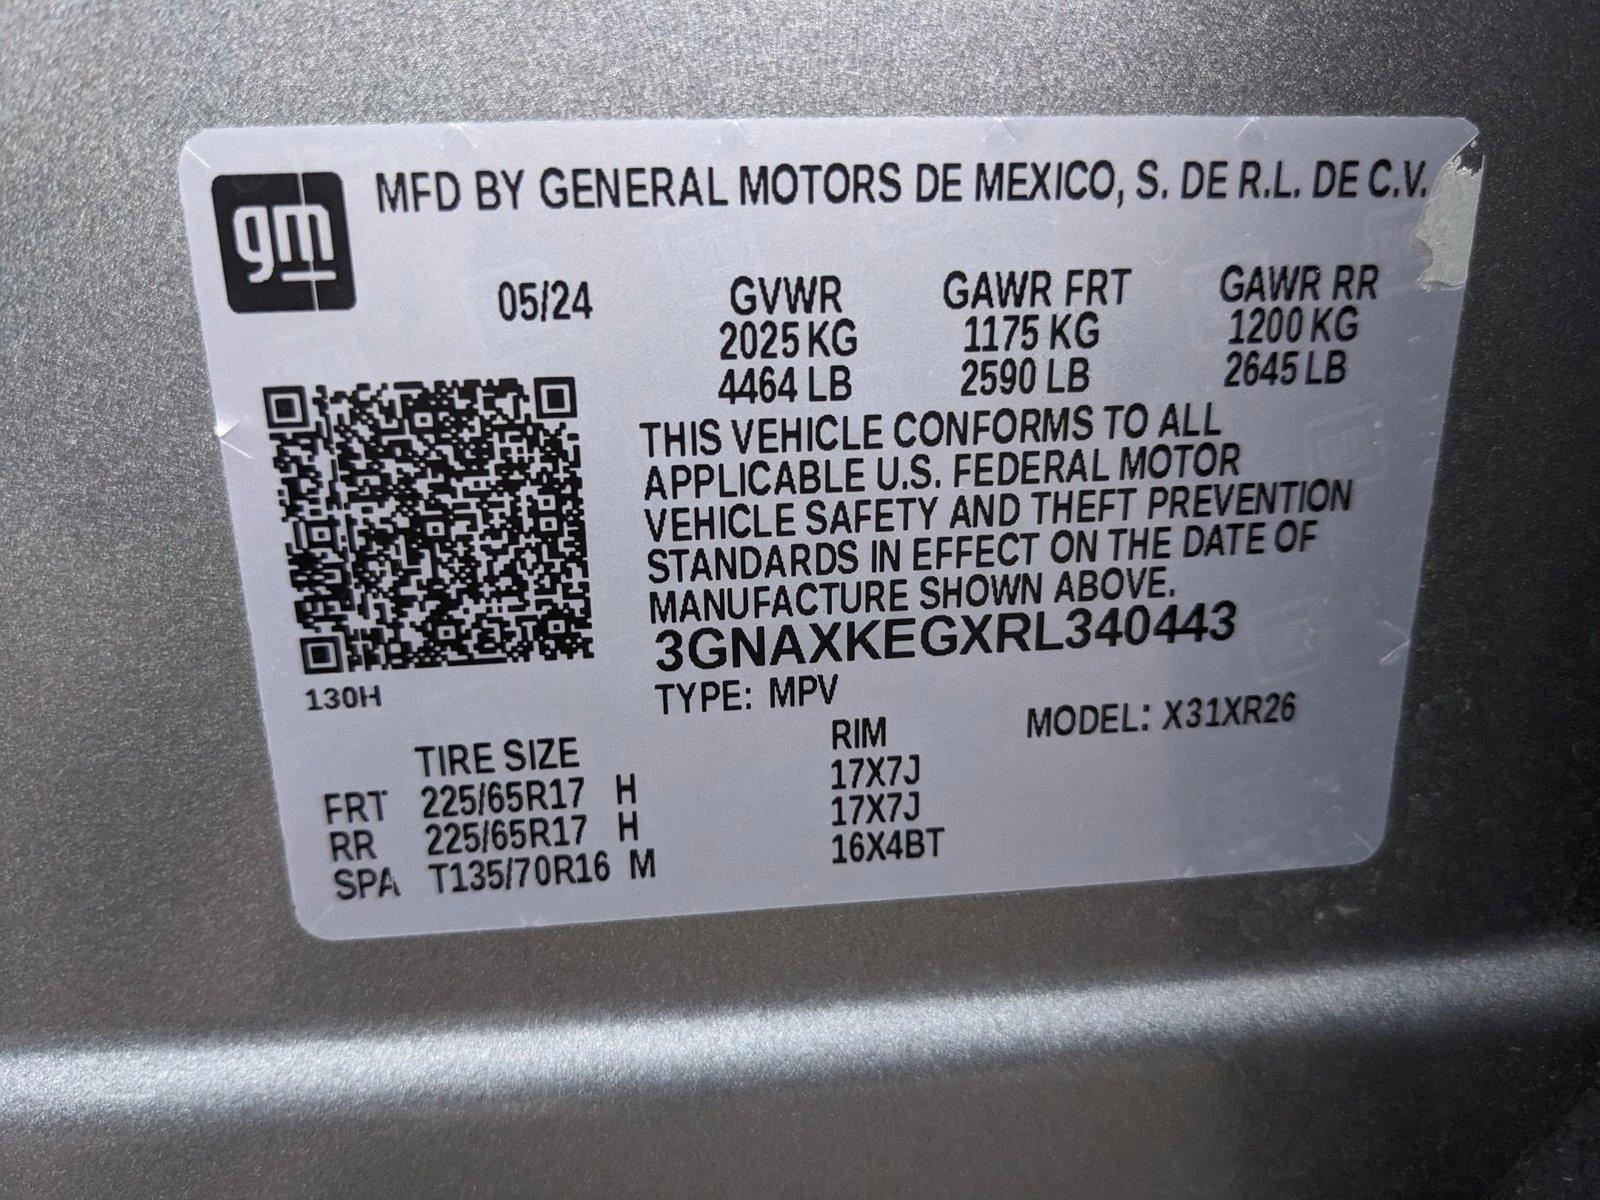 gm MFD BY GENERAL MOTORS DE MEXICO, S. DE R.L. DE C.V.
05/24 GVWR GAWR FRT GAWR RR
2025 KG 1175 KG 1200 KG
4464 LB 2590 LB 2645 LB
THIS VEHICLE CONFORMS TO ALL
APPLICABLE U.S. FEDERAL MOTOR
VEHICLE SAFETY AND THEFT PREVENTION
STANDARDS IN EFFECT ON THE DATE OF
MANUFACTURE SHOWN ABOVE.
3GNAXKEGXRL340443
130H
TYPE: MPV MODEL: X31XR26
TIRE SIZE RIM
FRT 225/65R17 H 17X7J
RR 225/65R17 H 17X7J
SPA T135/70R16 M 16X4BT